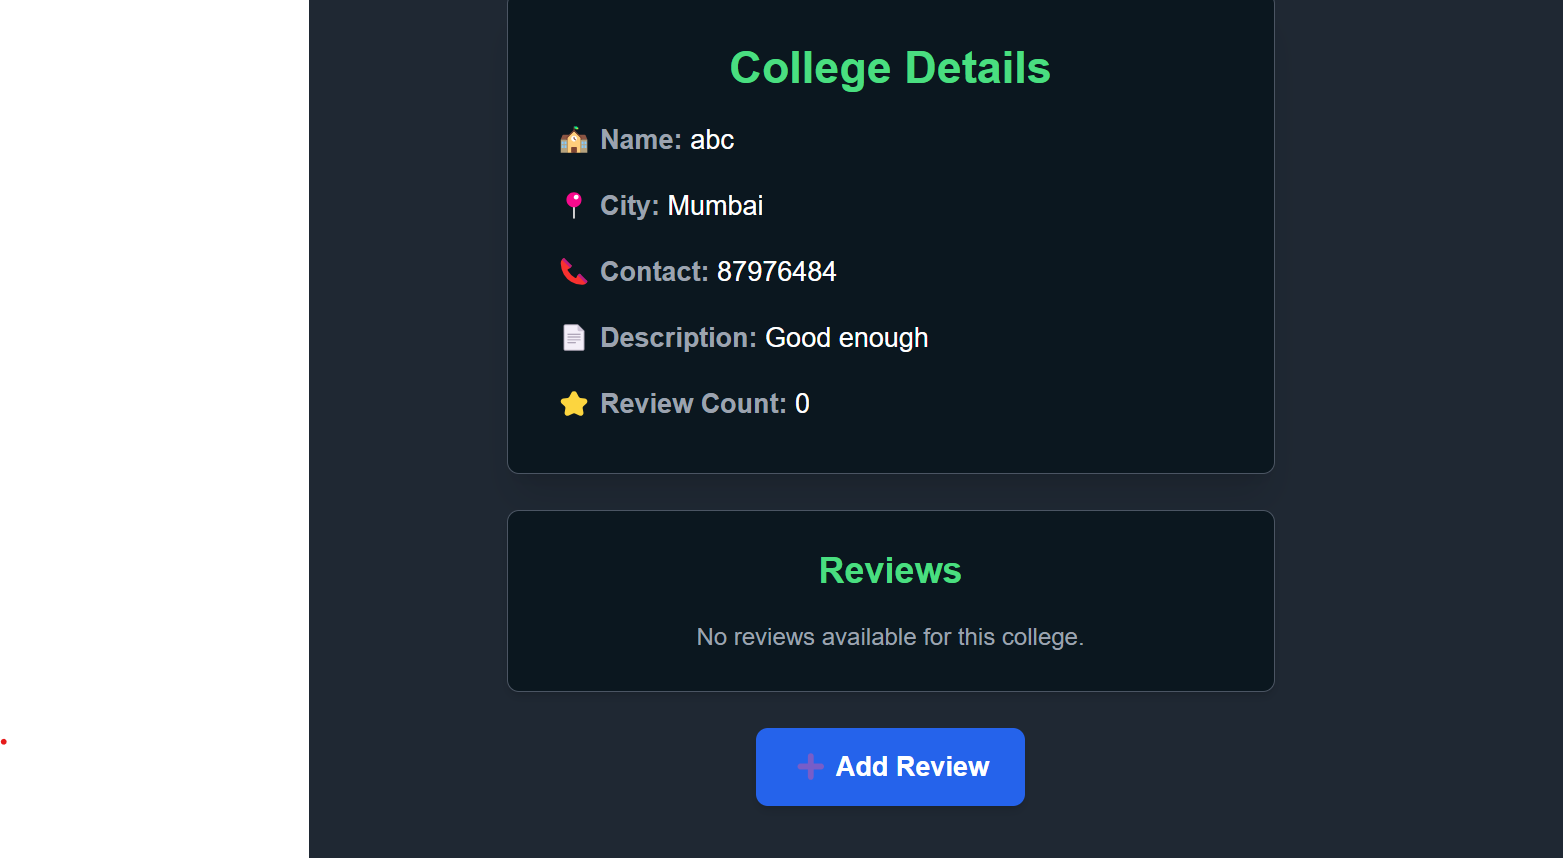 College Details
Name: abc
City: Mumbai
Contact: 87976484
Description: Good enough
Review Count: 0
Reviews
No reviews available for this college.
Add Review